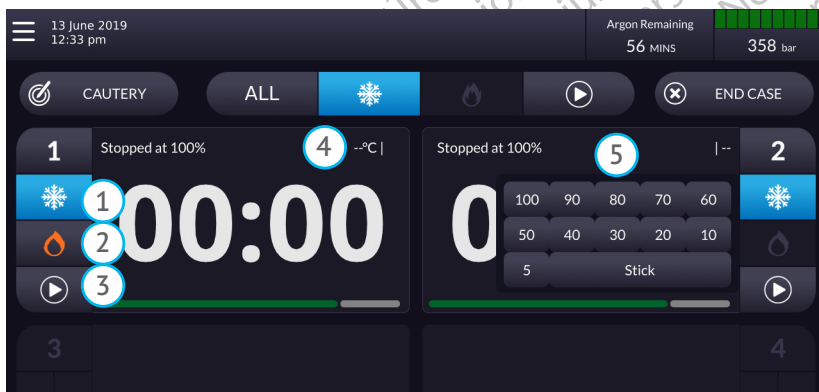 13 June 2019
12:33 pm
Argon Remaining
56 MINS
358 bar
CAUTERY
ALL
END CASE
1
Stopped at 100%
4
--°C |
Stopped at 100%
5
| --
2
1
00:00
0
100 90 80 70 60
2
50 40 30 20 10
3
5 Stick
3
4